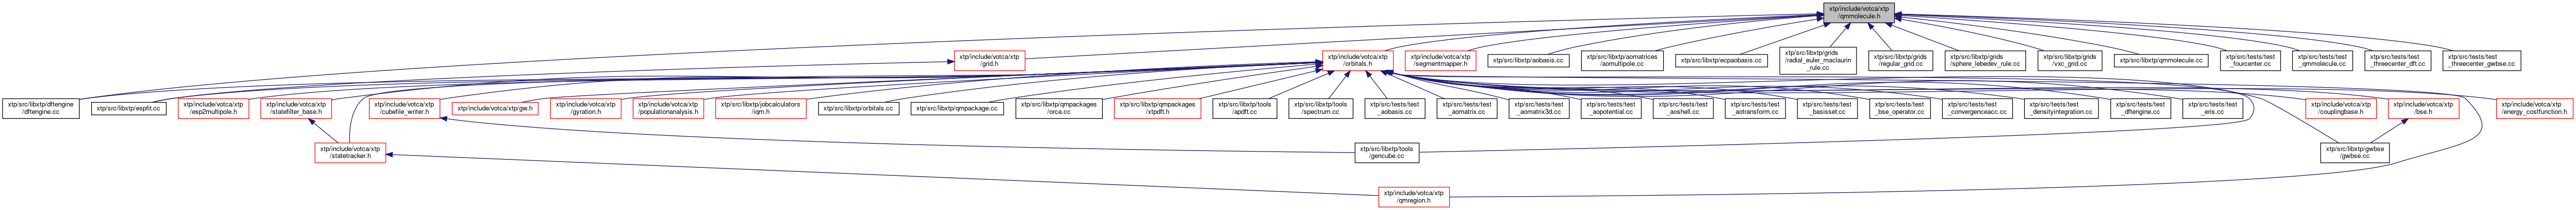 xtp/include/votca/xtp
/qmmolecule.h
xtp/include/votca/xtp
/grid.h
xtp/include/votca/xtp
/orbitals.h
xtp/include/votca/xtp
/segmentmapper.h
xtp/src/libxtp/aobasis.cc
xtp/src/libxtp/aomatrices
/aomultipole.cc
xtp/src/libxtp/ecpaobasis.cc
xtp/src/libxtp/grids
/radial_euler_maclaurin
_rule.cc
xtp/src/libxtp/grids
/regular_grid.cc
xtp/src/libxtp/grids
/sphere_lebedev_rule.cc
xtp/src/libxtp/grids
/vxc_grid.cc
xtp/src/libxtp/qmmolecule.cc
xtp/src/tests/test
_fourcenter.cc
xtp/src/tests/test
_qmmolecule.cc
xtp/src/tests/test
_threecenter_dft.cc
xtp/src/tests/test
_threecenter_gwbse.cc
xtp/src/libxtp/dftengine
/dftengine.cc
xtp/src/libxtp/espfit.cc
xtp/include/votca/xtp
/esp2multipole.h
xtp/include/votca/xtp
/statefilter_base.h
xtp/include/votca/xtp
/cubefile_writer.h
xtp/include/votca/xtp/gw.h
xtp/include/votca/xtp
/gyration.h
xtp/include/votca/xtp
/populationanalysis.h
xtp/src/libxtp/jobcalculators
/iqm.h
xtp/src/libxtp/orbitals.cc
xtp/src/libxtp/qmpackage.cc
xtp/src/libxtp/qmpackages
/orca.cc
xtp/src/libxtp/qmpackages
/xtpdft.h
xtp/src/libxtp/tools
/apdft.cc
xtp/src/libxtp/tools
/spectrum.cc
xtp/src/tests/test
_aobasis.cc
xtp/src/tests/test
_aomatrix.cc
xtp/src/tests/test
_aomatrix3d.cc
xtp/src/tests/test
_aopotential.cc
xtp/src/tests/test
_aoshell.cc
xtp/src/tests/test
_aotransform.cc
xtp/src/tests/test
_basisset.cc
xtp/src/tests/test
_bse_operator.cc
xtp/src/tests/test
_convergenceacc.cc
xtp/src/tests/test
_densityintegration.cc
xtp/src/tests/test
_dftengine.cc
xtp/src/tests/test
_eris.cc
xtp/include/votca/xtp
/couplingbase.h
xtp/include/votca/xtp
/bse.h
xtp/include/votca/xtp
/energy_costfunction.h
xtp/include/votca/xtp
/statetracker.h
xtp/src/libxtp/tools
/gencube.cc
xtp/src/libxtp/gwbse
/gwbse.cc
xtp/include/votca/xtp
/qmregion.h